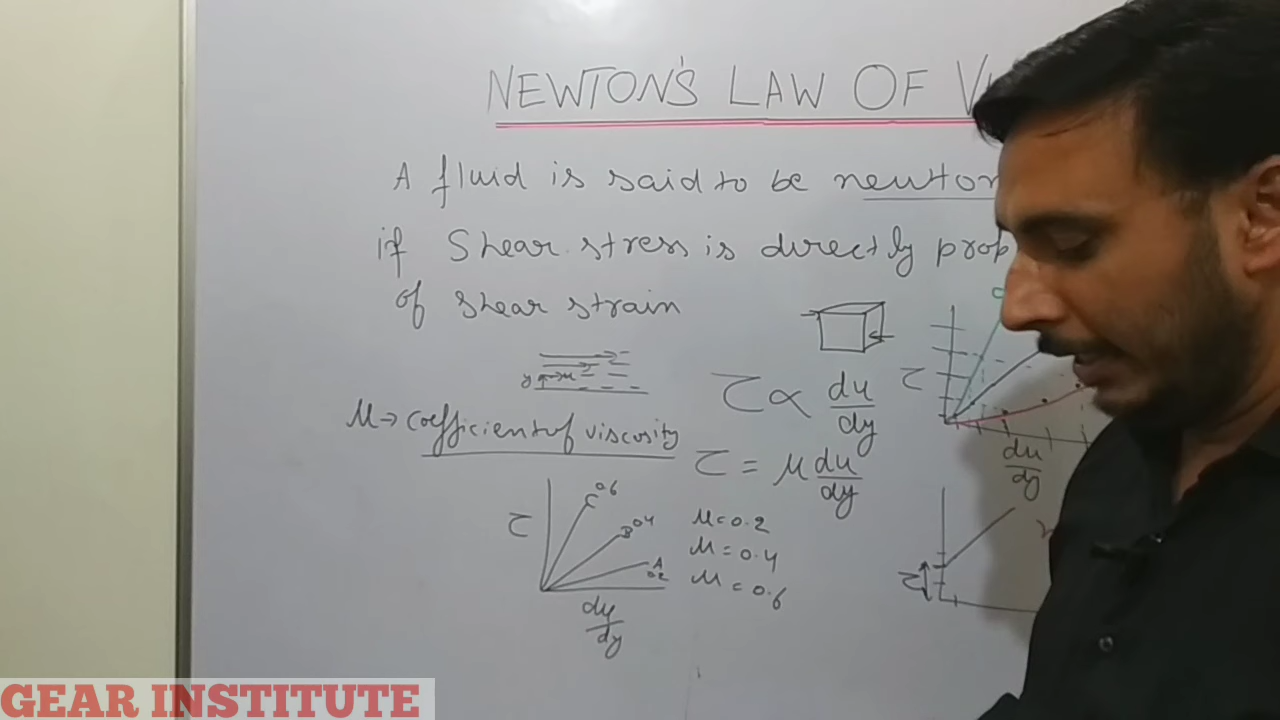 NEWTON'S LAW OF V
A fluid is said to be newton
if Shear stress is directly prop
of shear strain
y u
τ ∝ du/dy
μ → coefficient of viscosity
τ = μ du/dy
τ
C 0.6
B 0.4
A 0.2
du/dy
μ = 0.2
μ = 0.4
μ = 0.6
τ
du/dy
τ
GEAR INSTITUTE